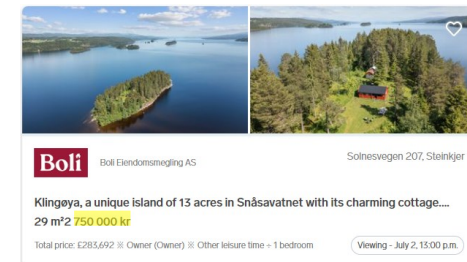 Boli
Boli Eiendomsmegling AS
Solnesvegen 207, Steinkjer
Klingøya, a unique island of 13 acres in Snåsavatnet with its charming cottage....
29 m²2 750 000 kr
Total price: £283,692 ※ Owner (Owner) ※ Other leisure time ÷ 1 bedroom
Viewing - July 2, 13:00 p.m.